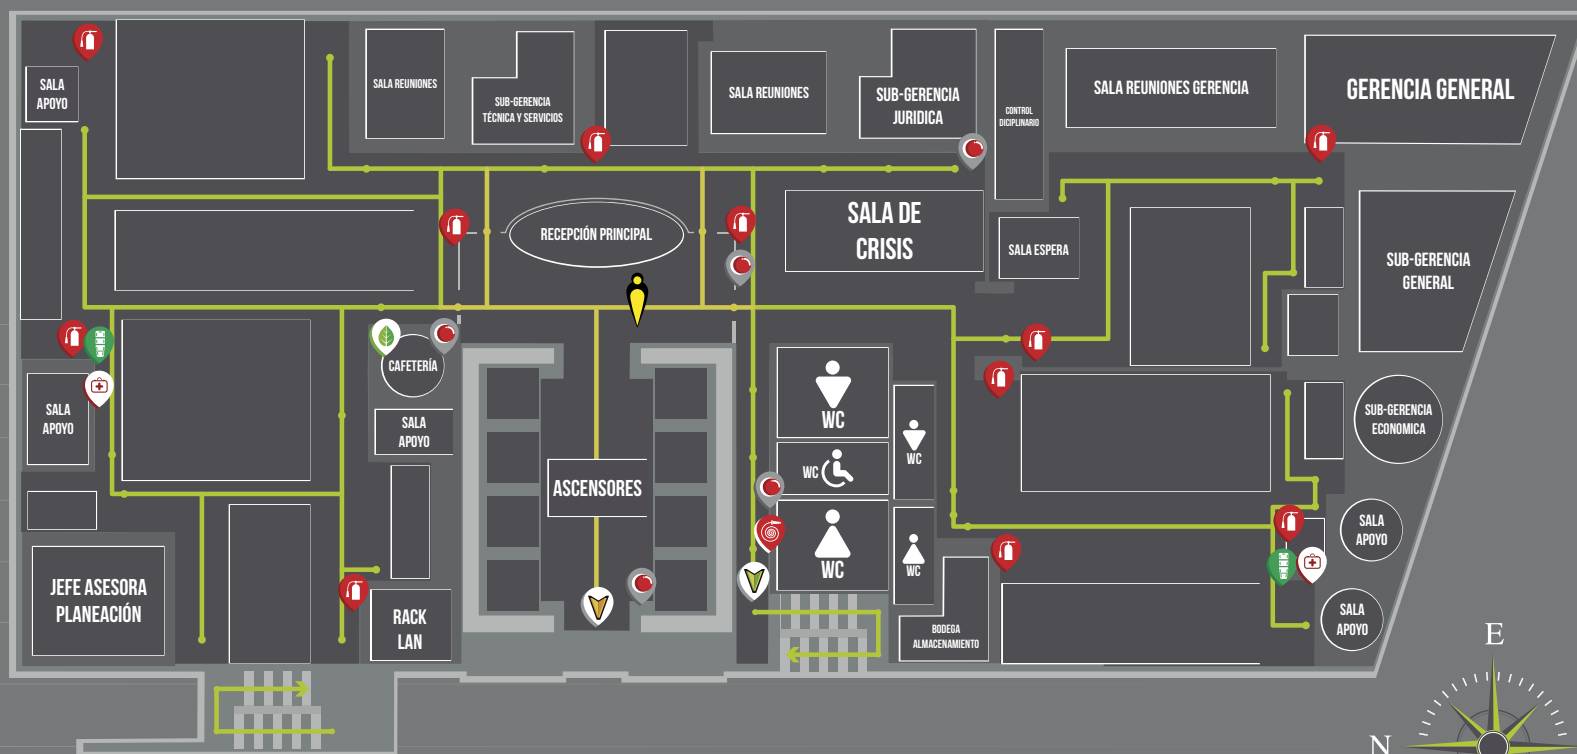 SALA
APOYO
SALA REUNIONES
SUB-GERENCIA
TÉCNICA Y SERVICIOS
SALA REUNIONES
SUB-GERENCIA
JURIDICA
CONTROL
DICIPLINARIO
SALA REUNIONES GERENCIA
GERENCIA GENERAL
RECEPCIÓN PRINCIPAL
SALA DE
CRISIS
SALA ESPERA
SUB-GERENCIA
GENERAL
CAFETERÍA
SALA
APOYO
SALA
APOYO
ASCENSORES
WC
WC
WC
WC
WC
SUB-GERENCIA
ECONOMICA
SALA
APOYO
JEFE ASESORA
PLANEACIÓN
RACK
LAN
BODEGA
ALMACENAMIENTO
SALA
APOYO
E
N